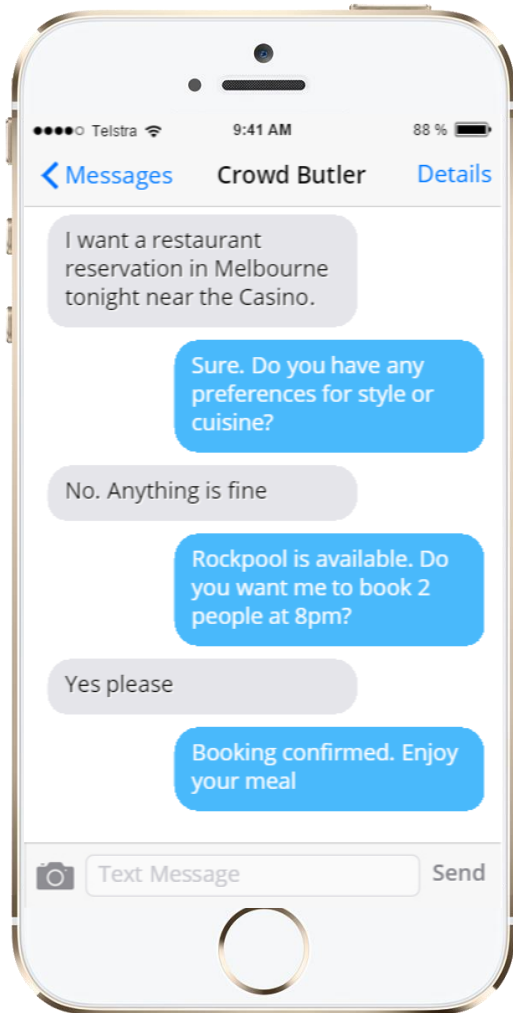 Telstra 9:41 AM 88 %
Messages Crowd Butler Details
I want a restaurant
reservation in Melbourne
tonight near the Casino.
Sure. Do you have any
preferences for style or
cuisine?
No. Anything is fine
Rockpool is available. Do
you want me to book 2
people at 8pm?
Yes please
Booking confirmed. Enjoy
your meal
Text Message Send